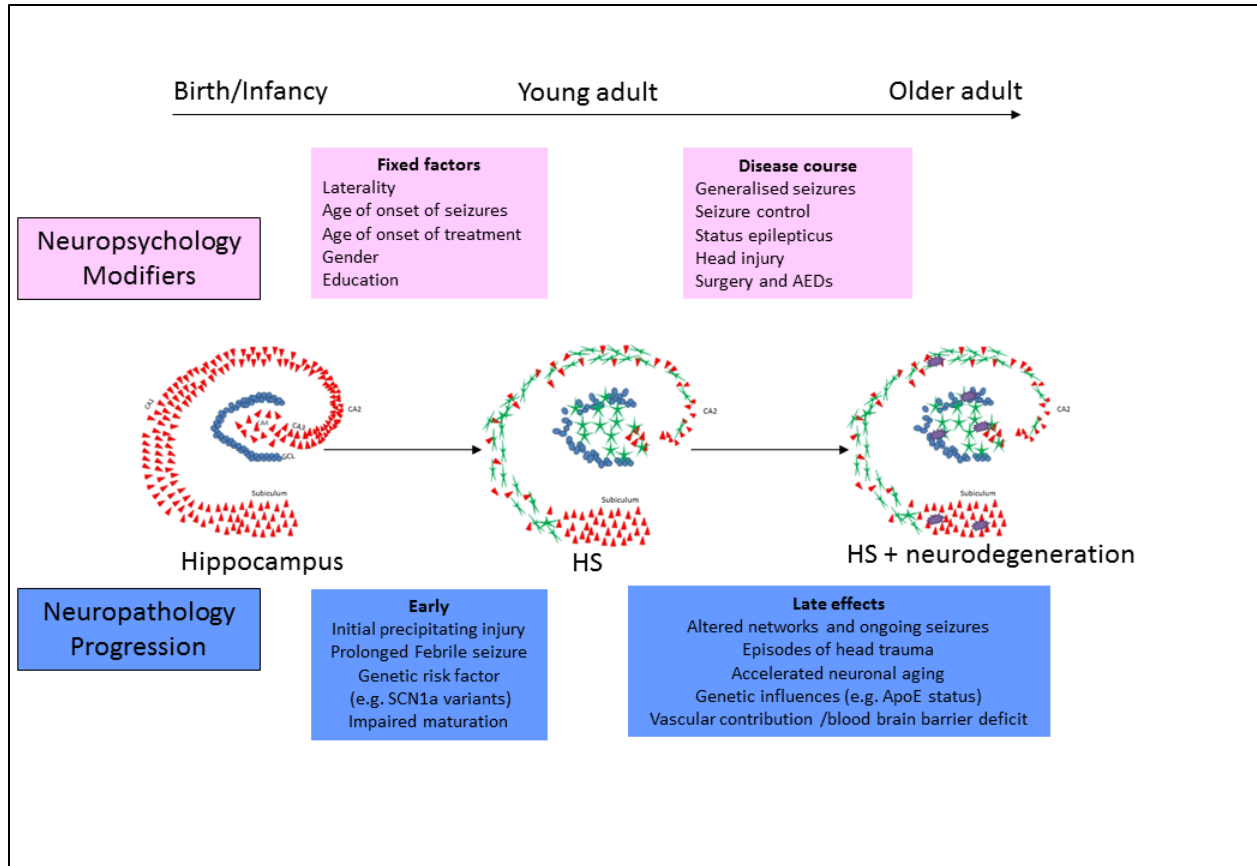 Birth/Infancy
Young adult
Older adult
Fixed factors
Laterality
Age of onset of seizures
Age of onset of treatment
Gender
Education
Disease course
Generalised seizures
Seizure control
Status epilepticus
Head injury
Surgery and AEDs
Neuropsychology
Modifiers
CA1
CA2
CA3
CA4
GCL
Subiculum
Hippocampus
CA2
Subiculum
HS
CA2
Subiculum
HS + neurodegeneration
Neuropathology
Progression
Early
Initial precipitating injury
Prolonged Febrile seizure
Genetic risk factor
(e.g. SCN1a variants)
Impaired maturation
Late effects
Altered networks and ongoing seizures
Episodes of head trauma
Accelerated neuronal aging
Genetic influences (e.g. ApoE status)
Vascular contribution /blood brain barrier deficit